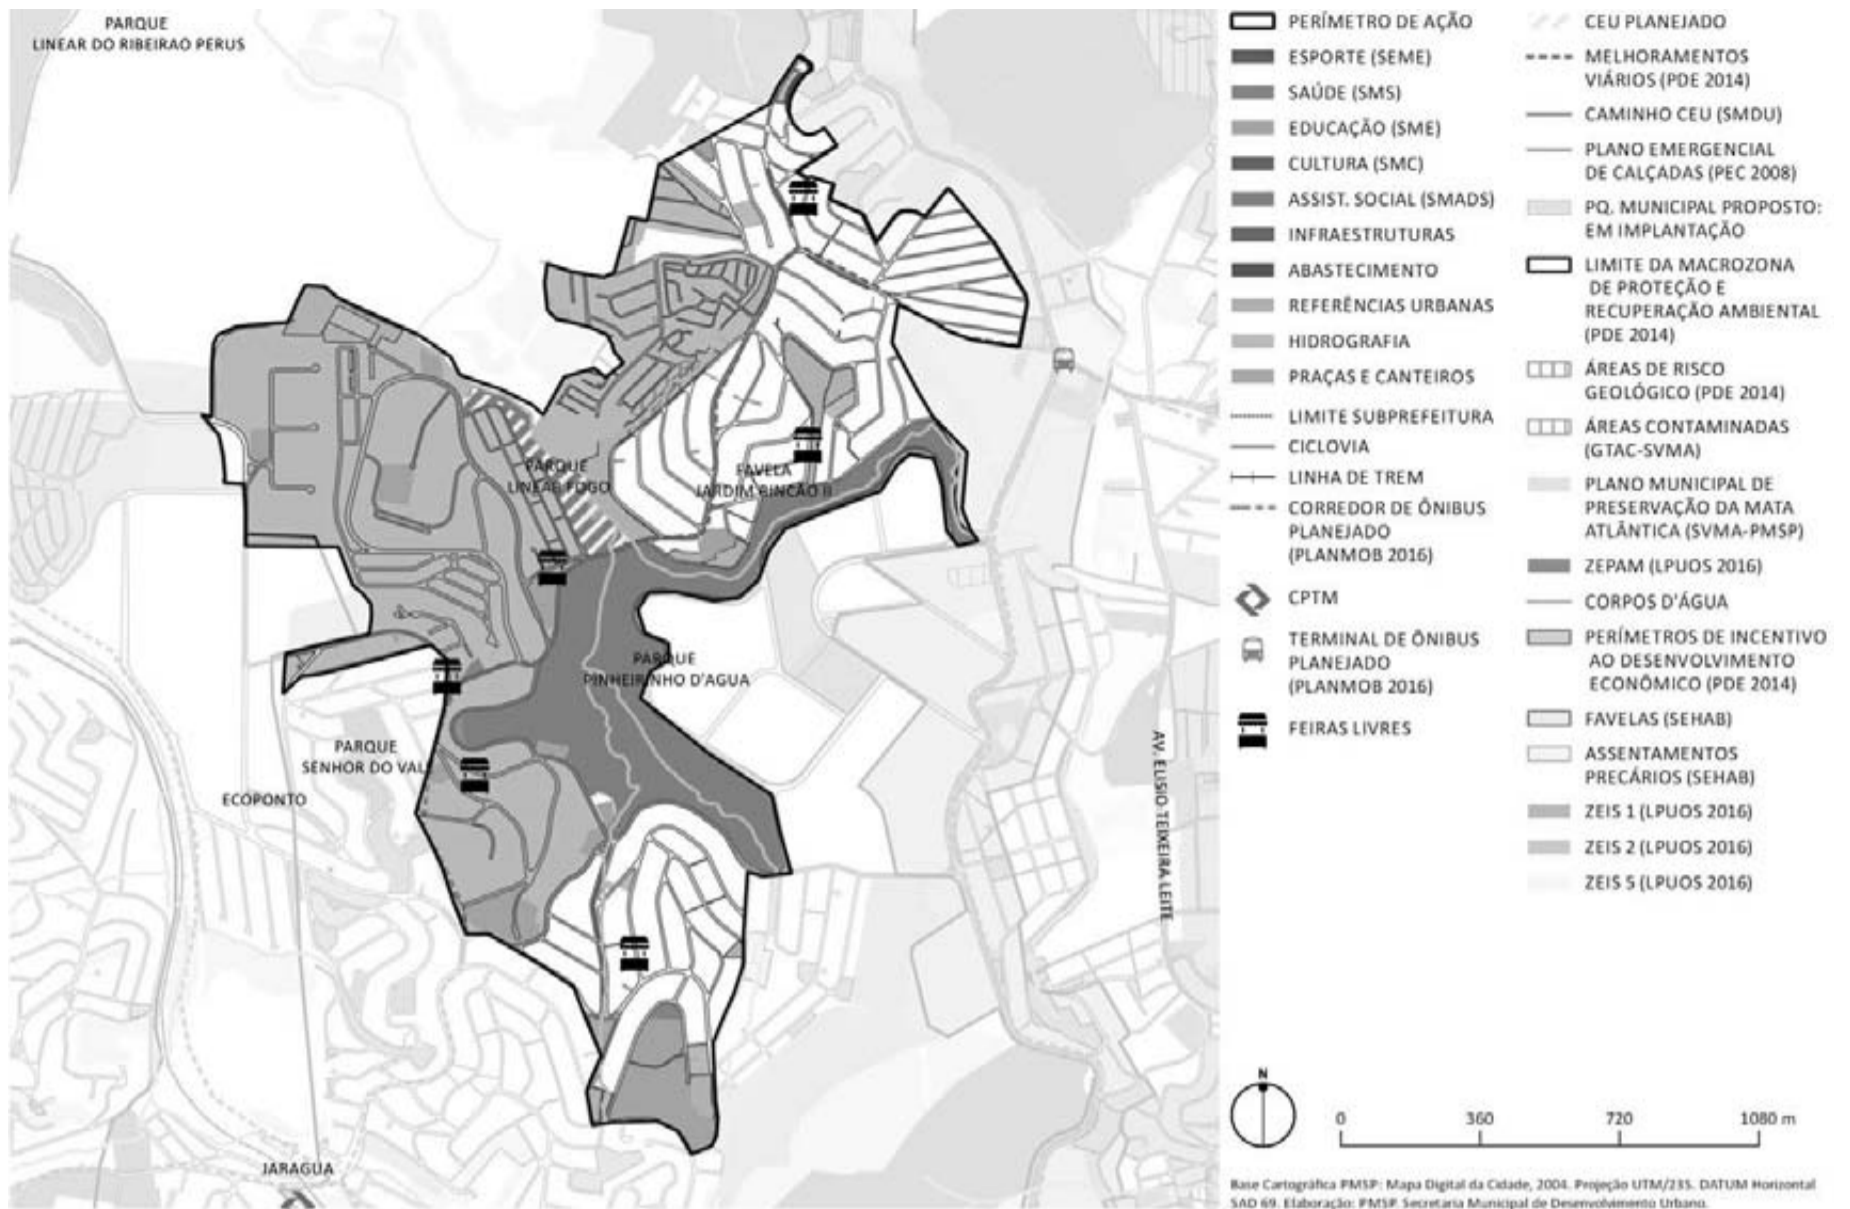 PARQUE
LINEAR DO RIBEIRAO PERUS
PARQUE
LINEAR FOGO
FAVELA
JARDIM RINCÃO II
PARQUE
PINHEIRINHO D'AGUA
PARQUE
SENHOR DO VALE
ECOPONTO
AV. ELISIO TEIXEIRA LEITE
JARAGUA
PERÍMETRO DE AÇÃO
ESPORTE (SEME)
SAÚDE (SMS)
EDUCAÇÃO (SME)
CULTURA (SMC)
ASSIST. SOCIAL (SMADS)
INFRAESTRUTURAS
ABASTECIMENTO
REFERÊNCIAS URBANAS
HIDROGRAFIA
PRAÇAS E CANTEIROS
LIMITE SUBPREFEITURA
CICLOVIA
LINHA DE TREM
CORREDOR DE ÔNIBUS
PLANEJADO
(PLANMOB 2016)
CPTM
TERMINAL DE ÔNIBUS
PLANEJADO
(PLANMOB 2016)
FEIRAS LIVRES
CEU PLANEJADO
MELHORAMENTOS
VIÁRIOS (PDE 2014)
CAMINHO CEU (SMDU)
PLANO EMERGENCIAL
DE CALÇADAS (PEC 2008)
PQ. MUNICIPAL PROPOSTO:
EM IMPLANTAÇÃO
LIMITE DA MACROZONA
DE PROTEÇÃO E
RECUPERAÇÃO AMBIENTAL
(PDE 2014)
ÁREAS DE RISCO
GEOLÓGICO (PDE 2014)
ÁREAS CONTAMINADAS
(GTAC-SVMA)
PLANO MUNICIPAL DE
PRESERVAÇÃO DA MATA
ATLÂNTICA (SVMA-PMSP)
ZEPAM (LPUOS 2016)
CORPOS D'ÁGUA
PERÍMETROS DE INCENTIVO
AO DESENVOLVIMENTO
ECONÔMICO (PDE 2014)
FAVELAS (SEHAB)
ASSENTAMENTOS
PRECÁRIOS (SEHAB)
ZEIS 1 (LPUOS 2016)
ZEIS 2 (LPUOS 2016)
ZEIS 5 (LPUOS 2016)
N
0 360 720 1080 m
Base Cartográfica PMSP: Mapa Digital da Cidade, 2004. Projeção UTM/23S. DATUM Horizontal
SAD 69. Elaboração: PMSP. Secretaria Municipal de Desenvolvimento Urbano.